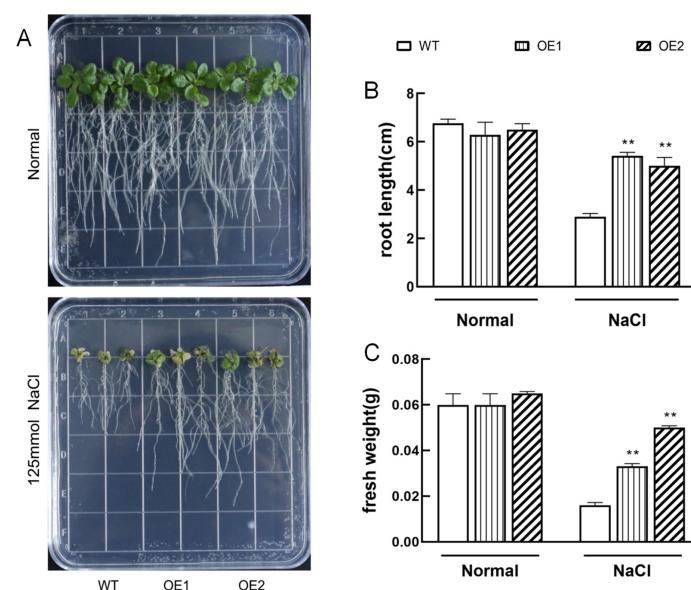 A
Normal
125mmol NaCl
WT OE1 OE2
WT OE1 OE2
B
root length(cm)
8
6
4
2
0
** **
Normal NaCl
C
fresh weight(g)
0.08
0.06
0.04
0.02
0.00
** **
Normal NaCl